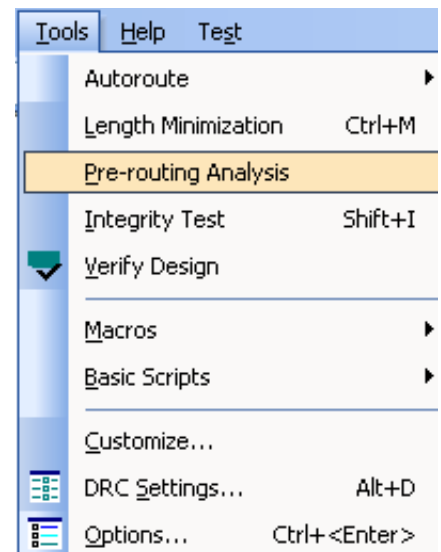 Tools Help Test
Autoroute
Length Minimization Ctrl+M
Pre-routing Analysis
Integrity Test Shift+I
Verify Design
Macros
Basic Scripts
Customize...
DRC Settings... Alt+D
Options... Ctrl+<Enter>